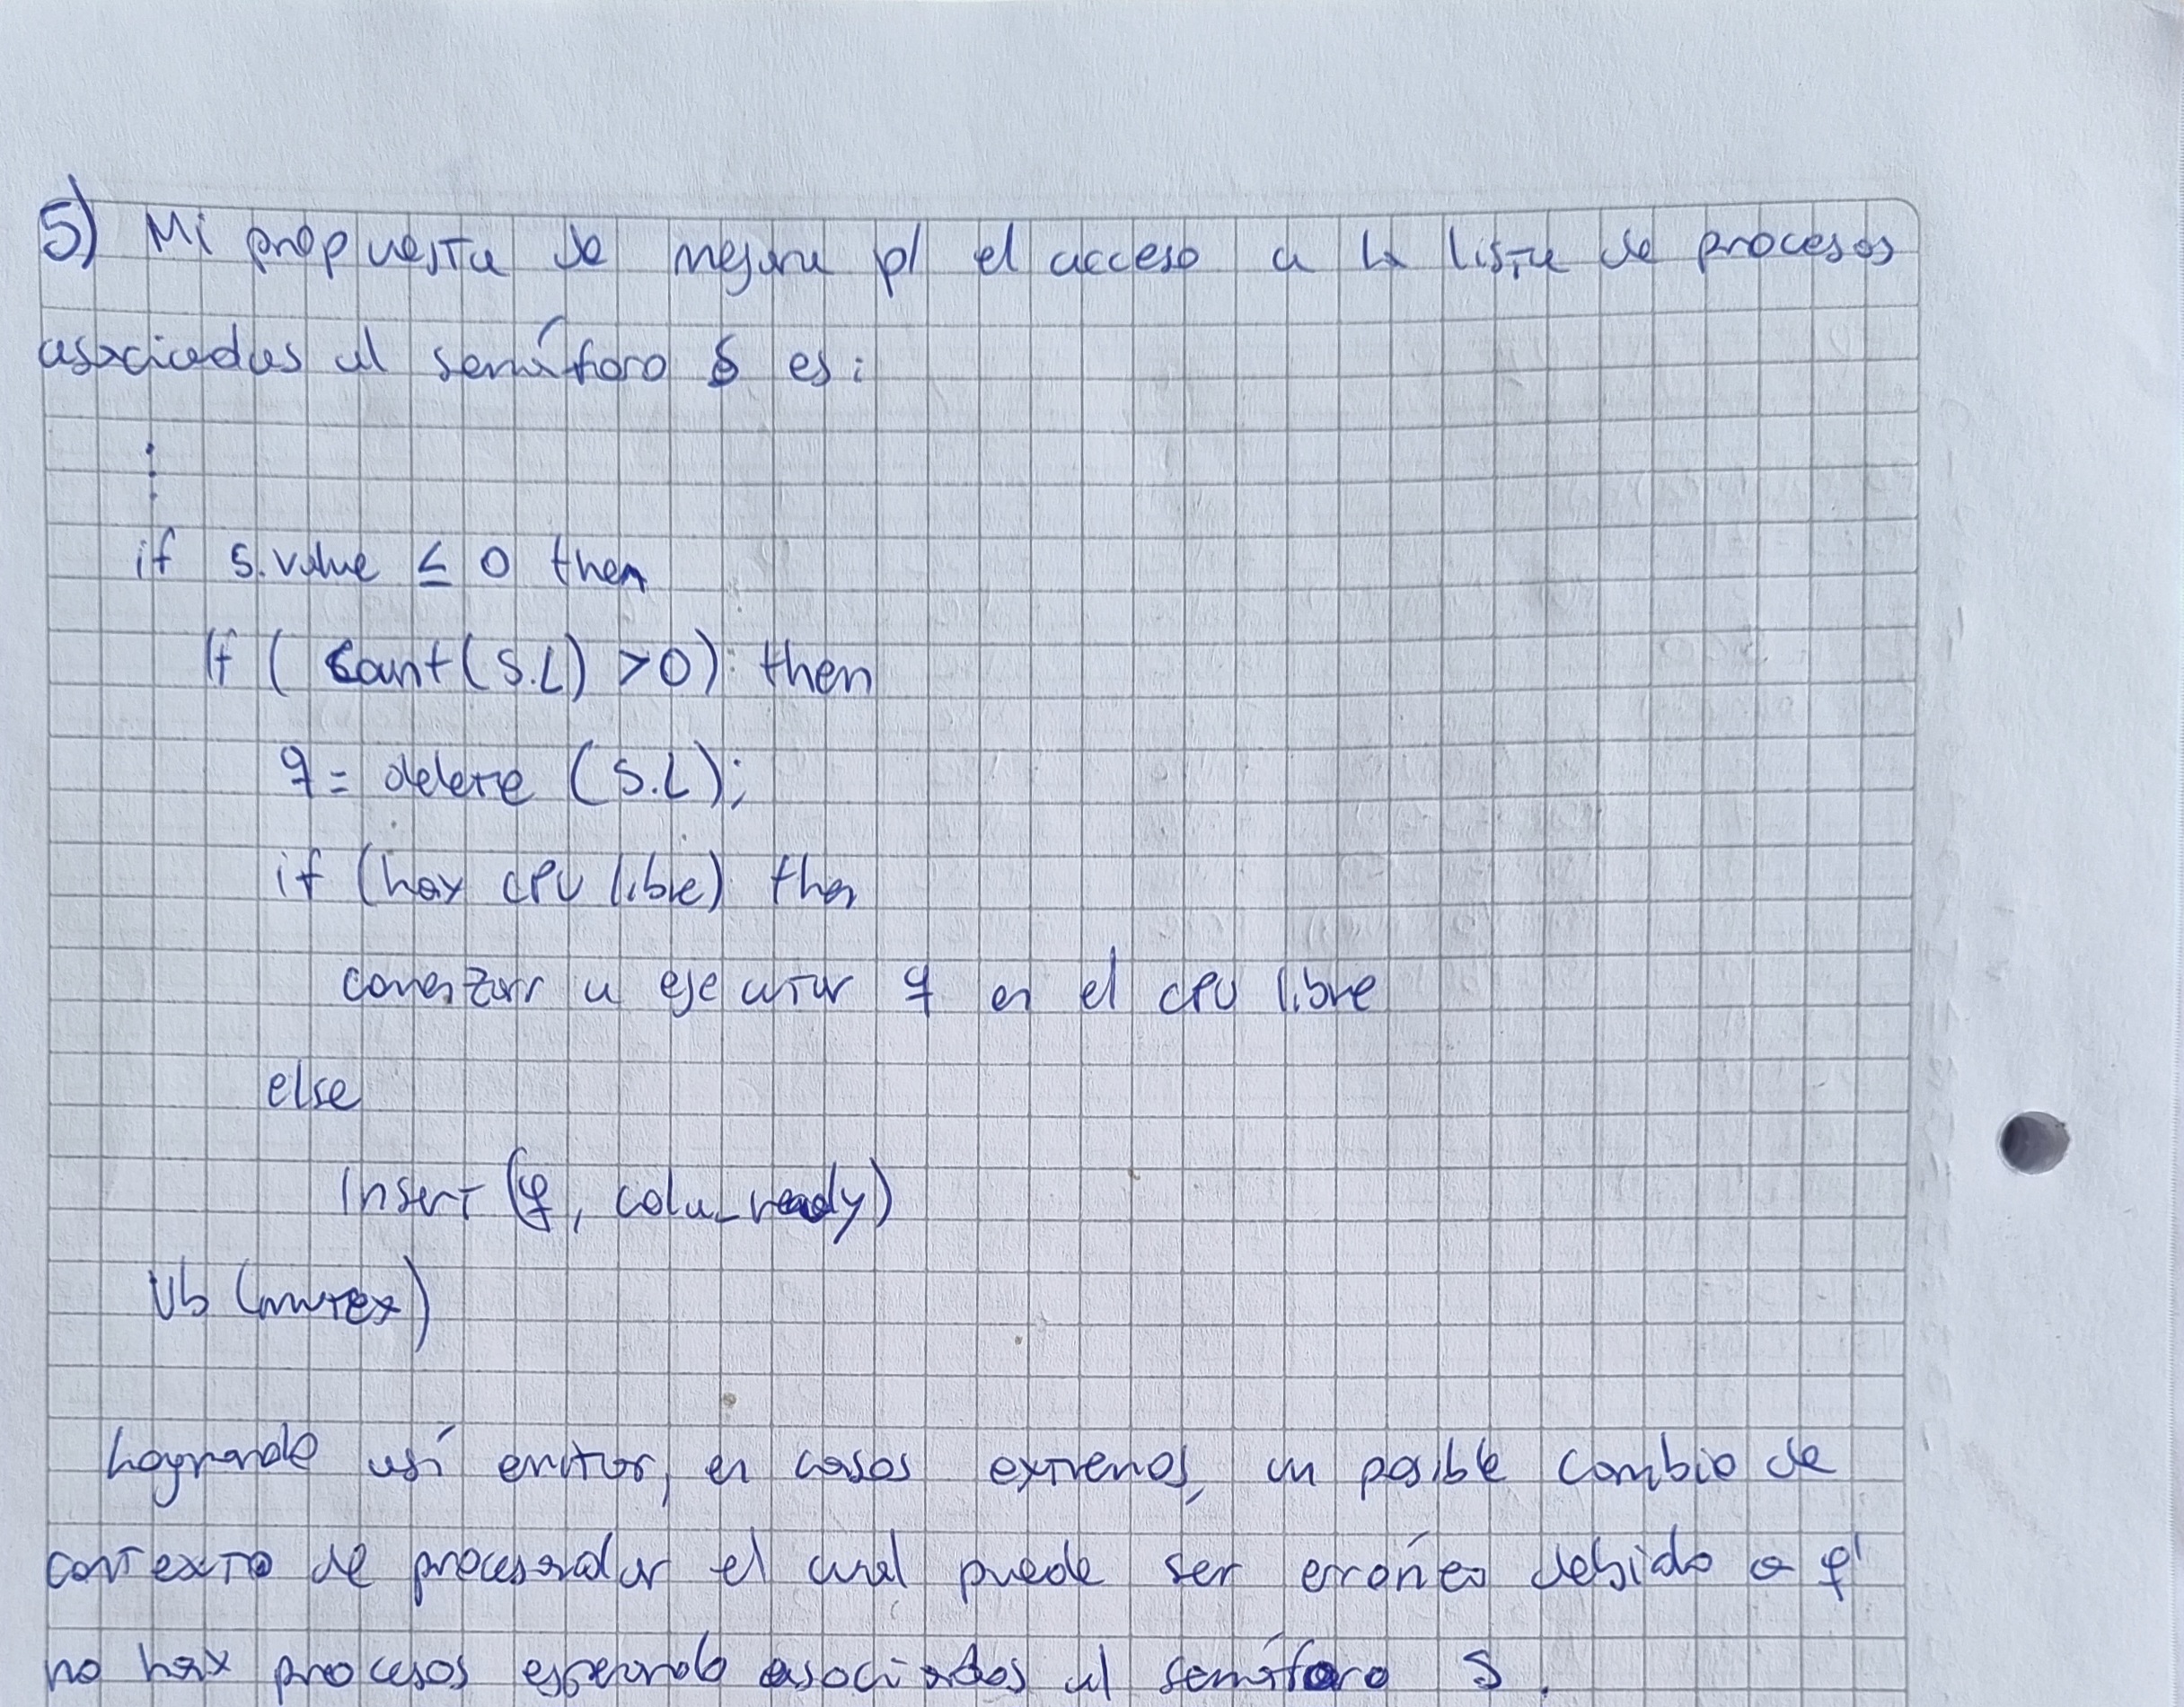 5) Mi propuesta de mejora p/ el acceso a la lista de procesos
asociadas al semáforo S es:
⋮
if s.value ≤ 0 then
If ( count(S.L) >0) then
q = delete (S.L);
if (hay CPU libre) then
comenzar a ejecutar q en el CPU libre
else
Insert (q, cola_ready)
Vb (mutex)
Logrando así evitar, en casos extremos, un posible cambio de
contexto de procesador el cual puede ser erróneo debido a q'
no hay procesos esperando asociados al semáforo S.